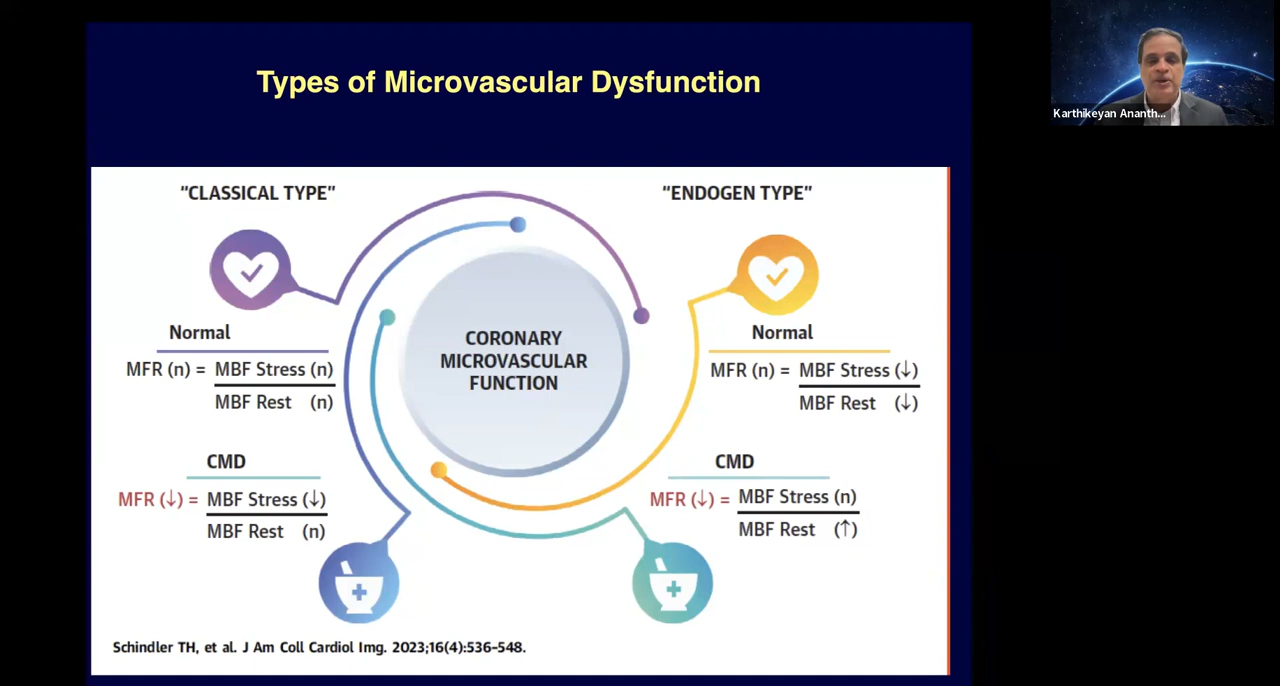 Types of Microvascular Dysfunction
Karthikeyan Ananth...
"CLASSICAL TYPE"
"ENDOGEN TYPE"
CORONARY
MICROVASCULAR
FUNCTION
Normal
MFR (n) = MBF Stress (n)
MBF Rest (n)
Normal
MFR (n) = MBF Stress (↓)
MBF Rest (↓)
CMD
MFR (↓) = MBF Stress (↓)
MBF Rest (n)
CMD
MFR (↓) = MBF Stress (n)
MBF Rest (↑)
Schindler TH, et al. J Am Coll Cardiol Img. 2023;16(4):536–548.